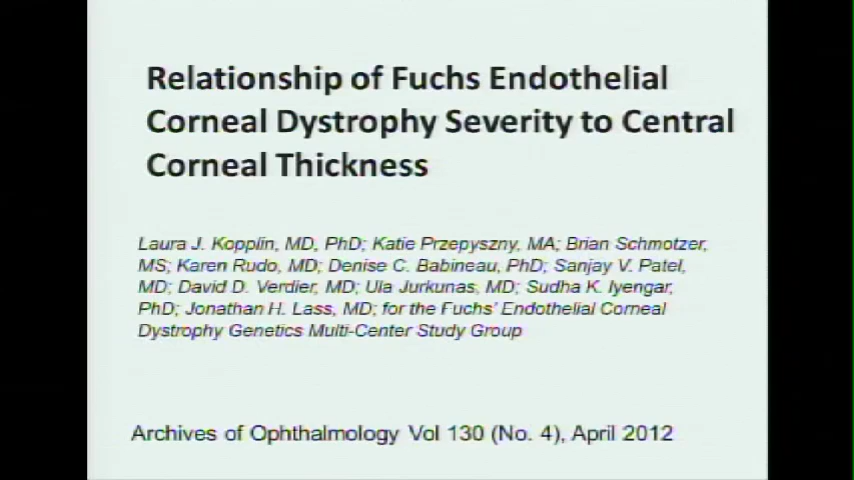 Relationship of Fuchs Endothelial
Corneal Dystrophy Severity to Central
Corneal Thickness
Laura J. Kopplin, MD, PhD; Katie Przepyszny, MA; Brian Schmotzer,
MS; Karen Rudo, MD; Denise C. Babineau, PhD; Sanjay V. Patel,
MD; David D. Verdier, MD; Ula Jurkunas, MD; Sudha K. Iyengar,
PhD; Jonathan H. Lass, MD; for the Fuchs' Endothelial Corneal
Dystrophy Genetics Multi-Center Study Group
Archives of Ophthalmology Vol 130 (No. 4), April 2012